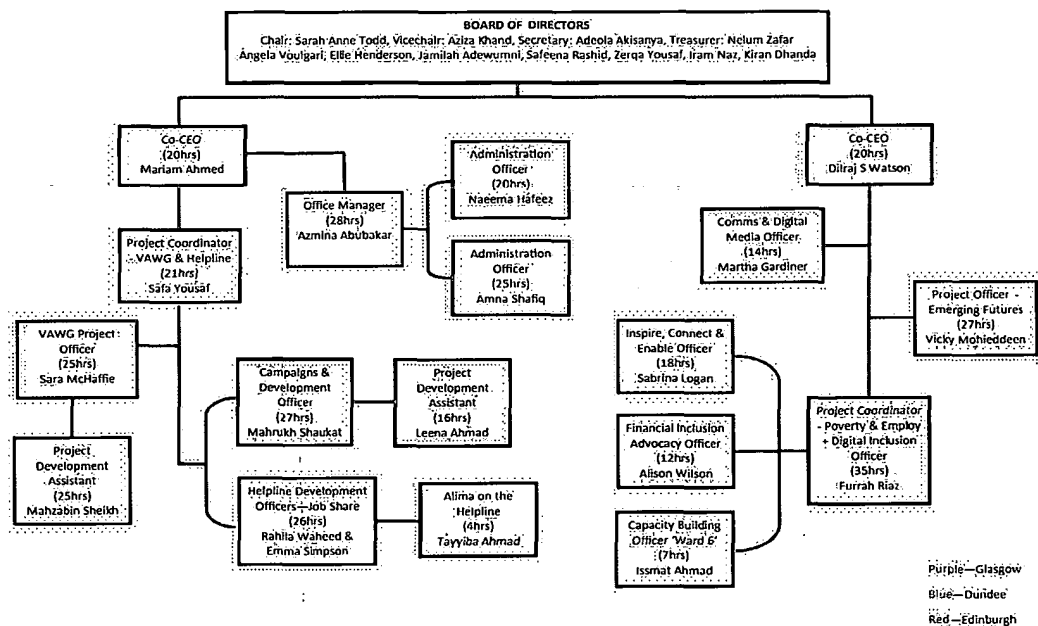 BOARD OF DIRECTORS
Chair: Sarah Anne Todd, Vicechair: Aziza Khand, Secretary: Adeola Akisanya, Treasurer: Nelum Zafar
Angela Voulgari, Ellie Henderson, Jamilah Adewumni, Safeena Rashid, Zerqa Yousaf, Iram Naz, Kiran Dhanda
Co-CEO
(20hrs)
Mariam Ahmed
Office Manager
(28hrs)
Azmina Abubakar
Administration
Officer
(20hrs)
Naeema Hafeez
Administration
Officer
(25hrs)
Amna Shafiq
Project Coordinator
- VAWG & Helpline
(21hrs)
Safa Yousaf
VAWG Project
Officer
(25hrs)
Sara McHaffie
Project
Development
Assistant
(25hrs)
Mahzabin Sheikh
Campaigns &
Development
Officer
(27hrs)
Mahrukh Shaukat
Project
Development
Assistant
(16hrs)
Leena Ahmad
Helpline Development
Officers—Job Share
(26hrs)
Rahila Waheed &
Emma Simpson
Alima on the
Helpline
(4hrs)
Tayyiba Ahmad
Co-CEO
(20hrs)
Dilraj S Watson
Comms & Digital
Media Officer
(14hrs)
Martha Gardiner
Project Officer -
Emerging Futures
(27hrs)
Vicky Mohieddeen
Project Coordinator
- Poverty & Employ
+ Digital Inclusion
Officer
(35hrs)
Furrah Riaz
Inspire, Connect &
Enable Officer
(18hrs)
Sabrina Logan
Financial Inclusion
Advocacy Officer
(12hrs)
Alison Wilson
Capacity Building
Officer 'Ward 6'
(7hrs)
Issmat Ahmad
Purple—Glasgow
Blue—Dundee
Red—Edinburgh